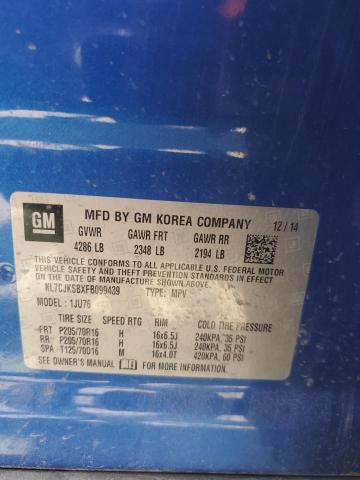 GM
MFD BY GM KOREA COMPANY 12/14
GVWR GAWR FRT GAWR RR
4286 LB 2348 LB 2194 LB
THIS VEHICLE CONFORMS TO ALL APPLICABLE U.S.
FEDERAL MOTOR VEHICLE SAFETY, BUMPER, AND
THEFT PREVENTION STANDARDS IN EFFECT ON THE
DATE OF MANUFACTURE SHOWN ABOVE.
KL7CJKSBXFB099439 TYPE: MPV
MODEL: 1JU76
TIRE SIZE SPEED RTG RIM COLD TIRE PRESSURE
FRT P205/70R16 H 16x6.5J 240KPA, 35 PSI
RR P205/70R16 H 16x6.5J 240KPA, 35 PSI
SPA T125/70D16 M 16x4.0T 420KPA, 60 PSI
SEE OWNER'S MANUAL FOR MORE INFORMATION.